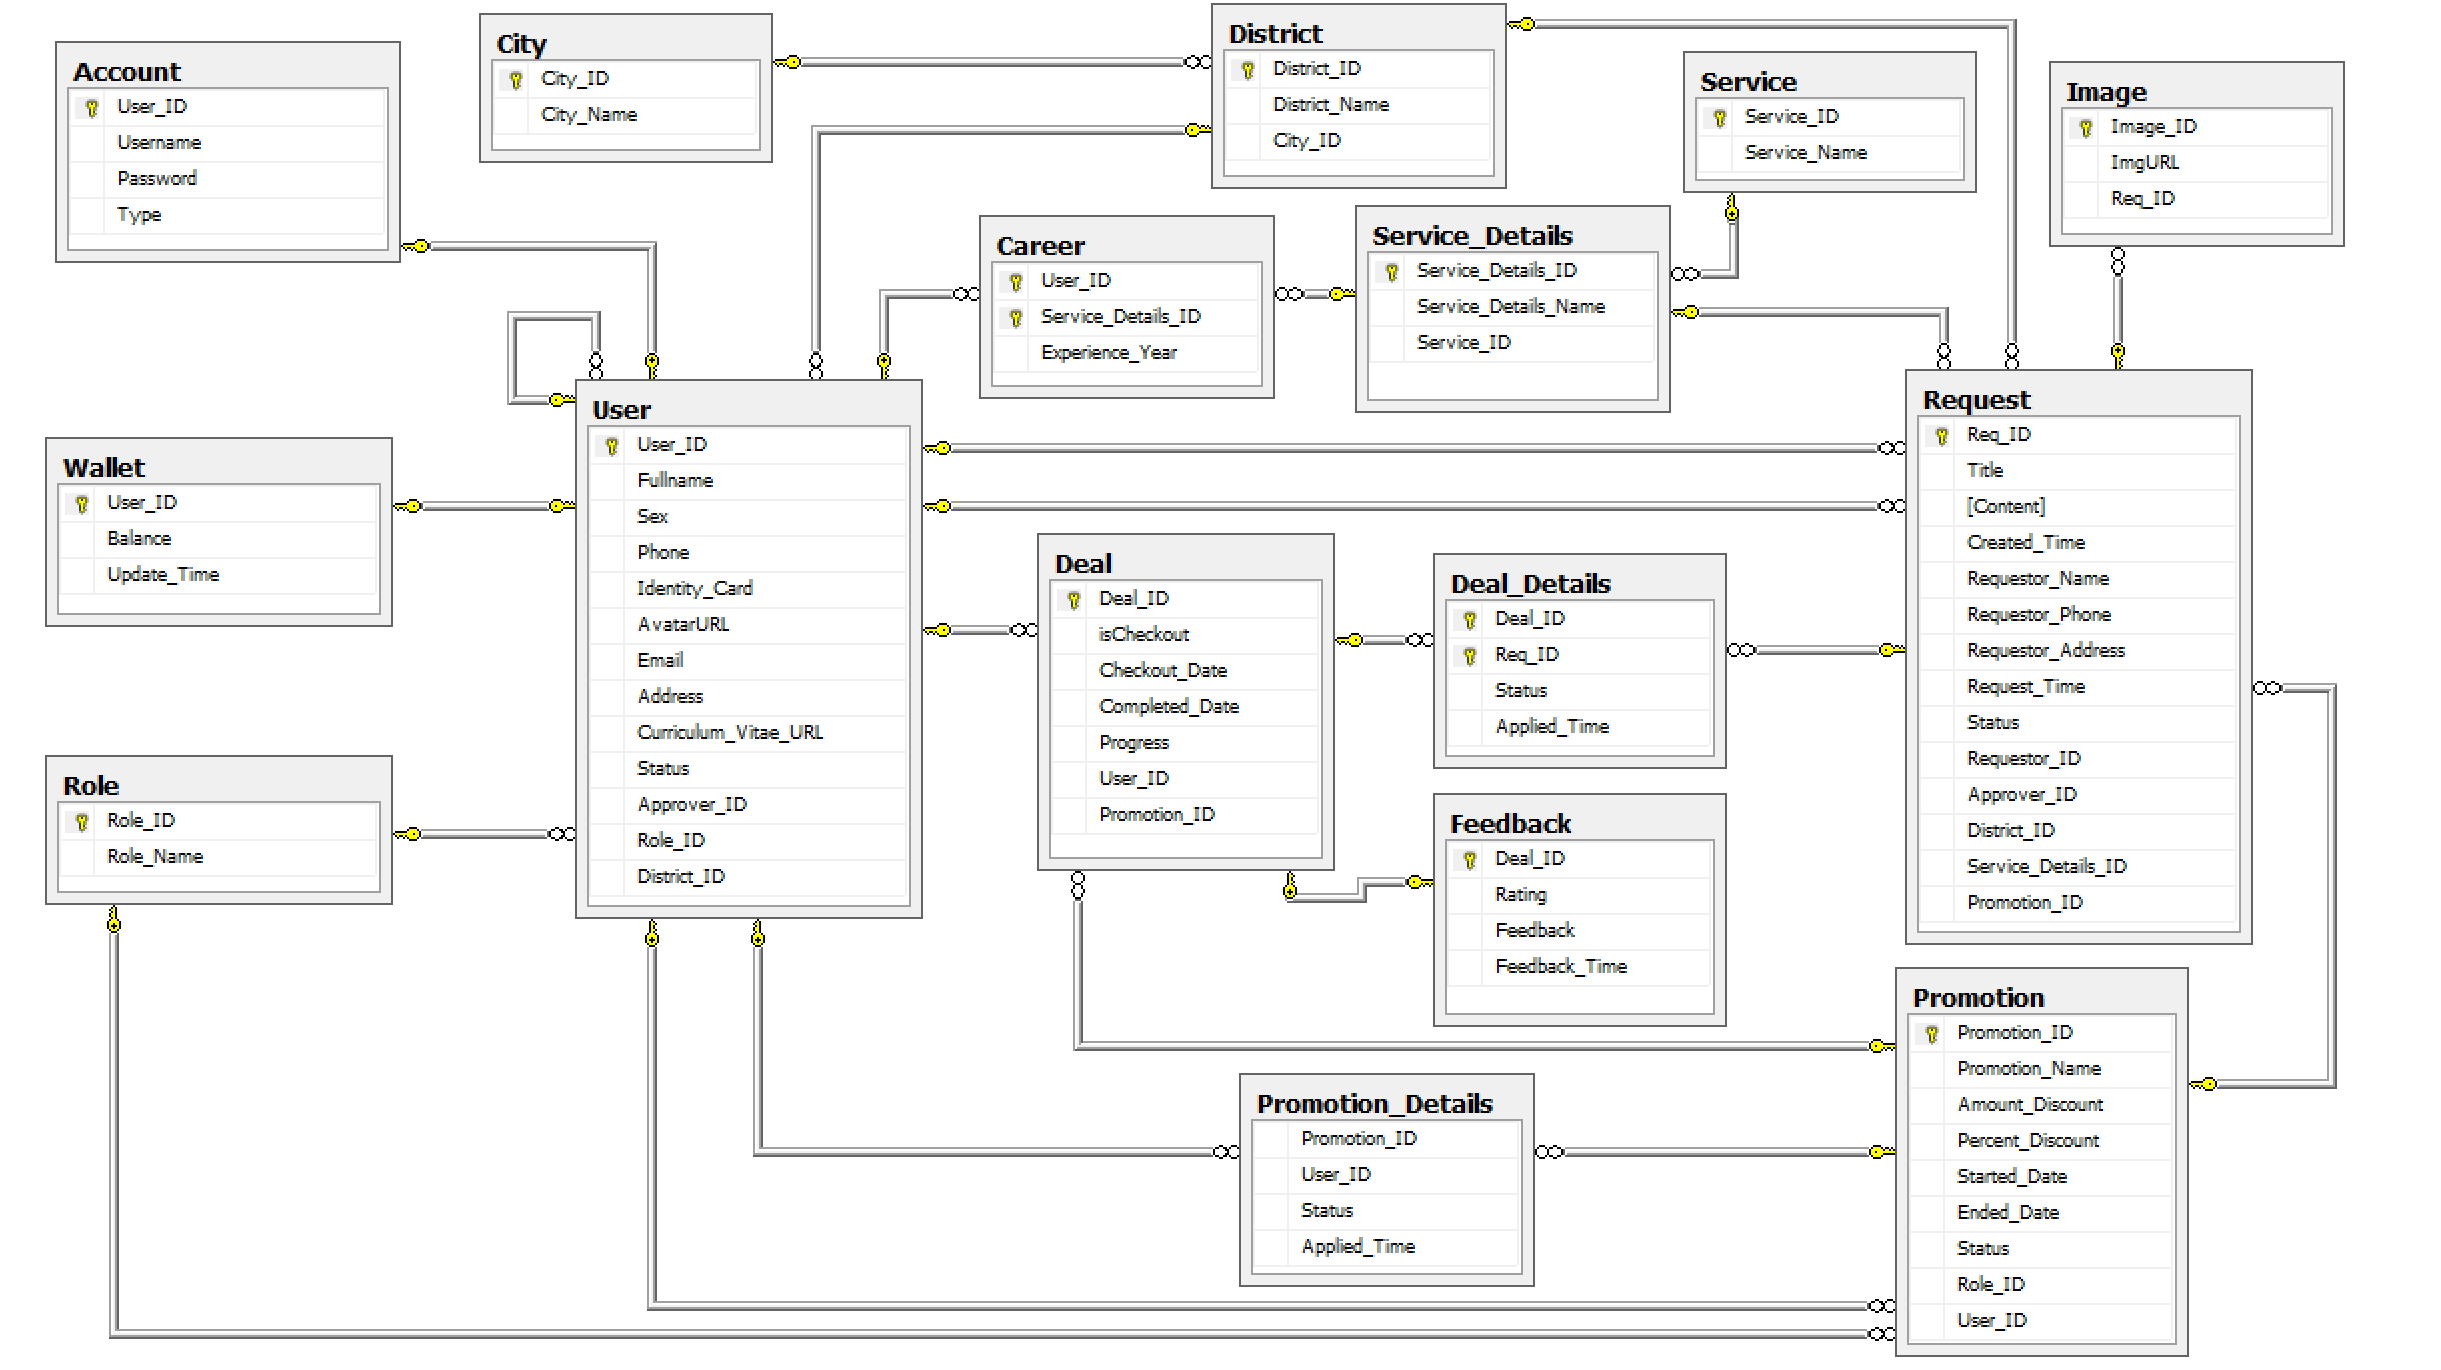 Account
User_ID
Username
Password
Type
City
City_ID
City_Name
District
District_ID
District_Name
City_ID
Service
Service_ID
Service_Name
Image
Image_ID
ImgURL
Req_ID
Career
User_ID
Service_Details_ID
Experience_Year
Service_Details
Service_Details_ID
Service_Details_Name
Service_ID
Wallet
User_ID
Balance
Update_Time
User
User_ID
Fullname
Sex
Phone
Identity_Card
AvatarURL
Email
Address
Curriculum_Vitae_URL
Status
Approver_ID
Role_ID
District_ID
Request
Req_ID
Title
[Content]
Created_Time
Requestor_Name
Requestor_Phone
Requestor_Address
Request_Time
Status
Requestor_ID
Approver_ID
District_ID
Service_Details_ID
Promotion_ID
Deal
Deal_ID
isCheckout
Checkout_Date
Completed_Date
Progress
User_ID
Promotion_ID
Deal_Details
Deal_ID
Req_ID
Status
Applied_Time
Role
Role_ID
Role_Name
Feedback
Deal_ID
Rating
Feedback
Feedback_Time
Promotion_Details
Promotion_ID
User_ID
Status
Applied_Time
Promotion
Promotion_ID
Promotion_Name
Amount_Discount
Percent_Discount
Started_Date
Ended_Date
Status
Role_ID
User_ID